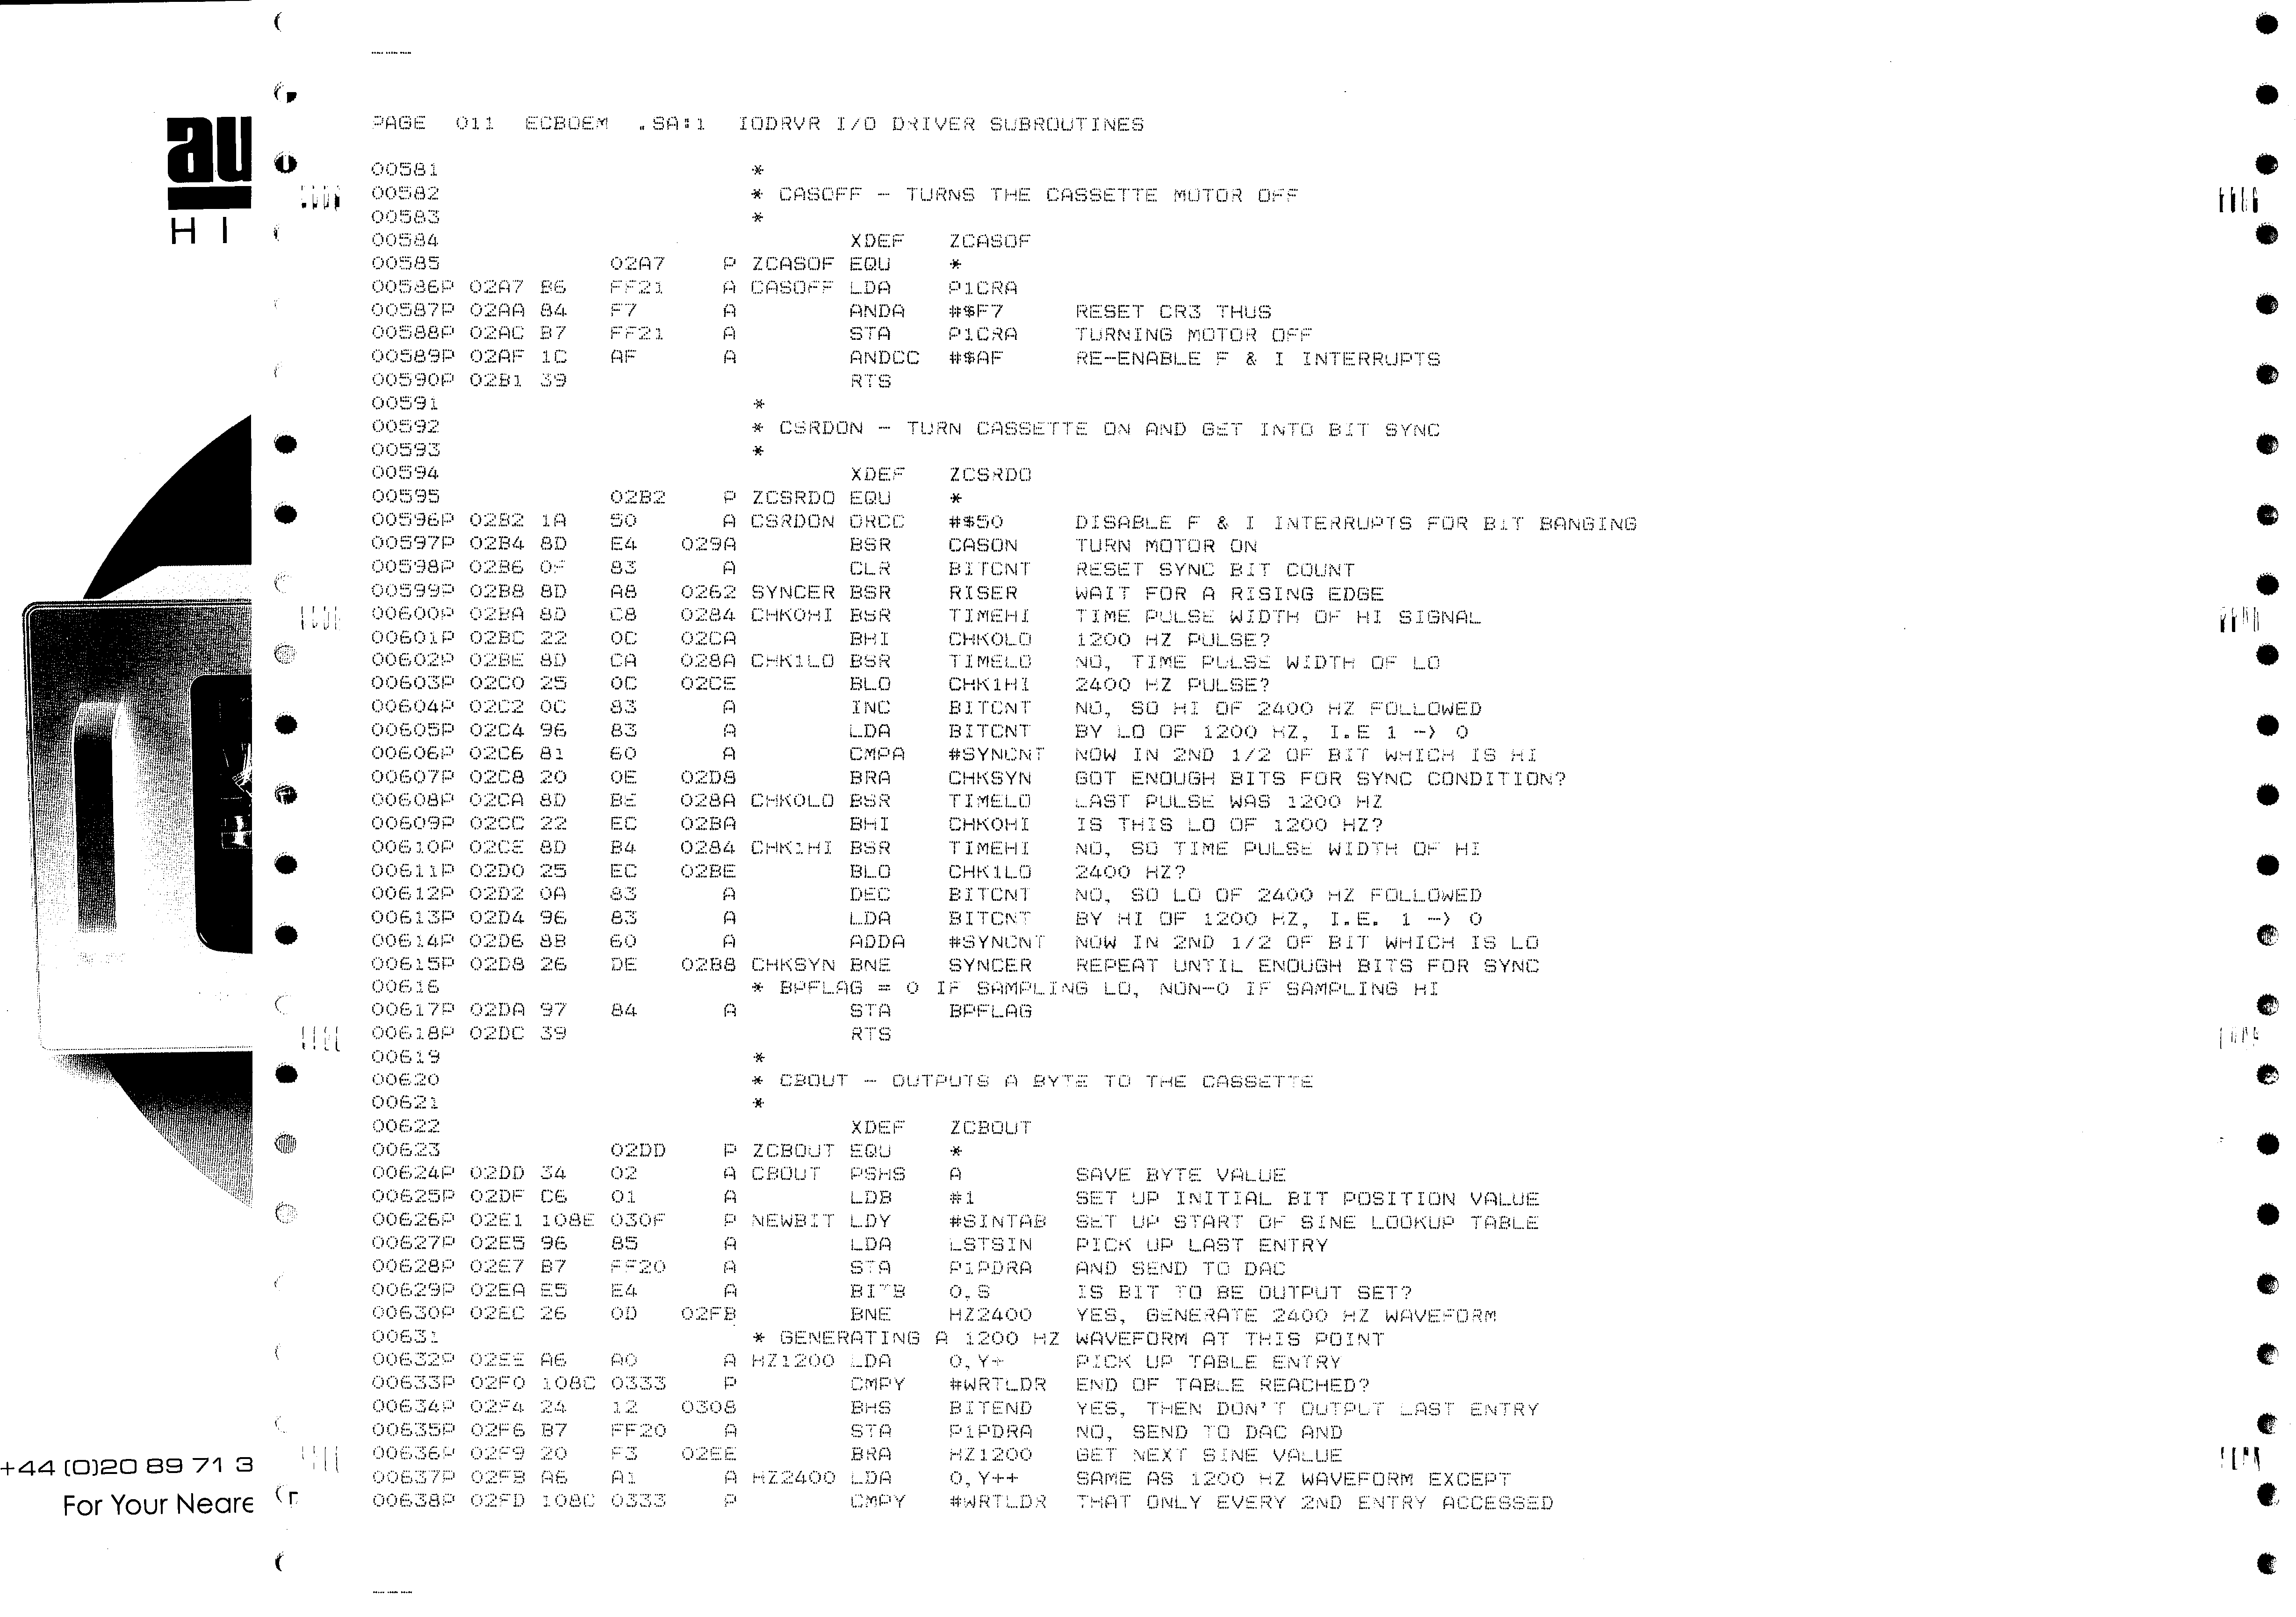 au
HI
PAGE 011 ECBOEM .SA:1 IODRVR I/O DRIVER SUBROUTINES
00581 *
00582 * CASOFF - TURNS THE CASSETTE MOTOR OFF
00583 *
00584 XDEF ZCASOF
00585 02A7 P ZCASOF EQU *
00586P 02A7 B6 FF21 A CASOFF LDA P1CRA
00587P 02AA 84 F7 A ANDA #$F7 RESET CR3 THUS
00588P 02AC B7 FF21 A STA P1CRA TURNING MOTOR OFF
00589P 02AF 1C AF A ANDCC #$AF RE-ENABLE F & I INTERRUPTS
00590P 02B1 39 RTS
00591 *
00592 * CSRDON - TURN CASSETTE ON AND GET INTO BIT SYNC
00593 *
00594 XDEF ZCSRDO
00595 02B2 P ZCSRDO EQU *
00596P 02B2 1A 50 A CSRDON ORCC #$50 DISABLE F & I INTERRUPTS FOR BIT BANGING
00597P 02B4 8D E4 029A BSR CASON TURN MOTOR ON
00598P 02B6 0F 83 A CLR BITCNT RESET SYNC BIT COUNT
00599P 02B8 8D A8 0262 SYNCER BSR RISER WAIT FOR A RISING EDGE
00600P 02BA 8D C8 0284 CHK0HI BSR TIMEHI TIME PULSE WIDTH OF HI SIGNAL
00601P 02BC 22 0C 02CA BHI CHK0LO 1200 HZ PULSE?
00602P 02BE 8D CA 028A CHK1LO BSR TIMELO NO, TIME PULSE WIDTH OF LO
00603P 02C0 25 0C 02CE BLO CHK1HI 2400 HZ PULSE?
00604P 02C2 0C 83 A INC BITCNT NO, SO HI OF 2400 HZ FOLLOWED
00605P 02C4 96 83 A LDA BITCNT BY LO OF 1200 HZ, I.E 1 -> 0
00606P 02C6 81 60 A CMPA #SYNCNT NOW IN 2ND 1/2 OF BIT WHICH IS HI
00607P 02C8 20 0E 02D8 BRA CHKSYN GOT ENOUGH BITS FOR SYNC CONDITION?
00608P 02CA 8D BE 028A CHK0LO BSR TIMELO LAST PULSE WAS 1200 HZ
00609P 02CC 22 EC 02BA BHI CHK0HI IS THIS LO OF 1200 HZ?
00610P 02CE 8D B4 0284 CHK1HI BSR TIMEHI NO, SO TIME PULSE WIDTH OF HI
00611P 02D0 25 EC 02BE BLO CHK1LO 2400 HZ?
00612P 02D2 0A 83 A DEC BITCNT NO, SO LO OF 2400 HZ FOLLOWED
00613P 02D4 96 83 A LDA BITCNT BY HI OF 1200 HZ, I.E. 1 -> 0
00614P 02D6 8B 60 A ADDA #SYNCNT NOW IN 2ND 1/2 OF BIT WHICH IS LO
00615P 02D8 26 DE 02B8 CHKSYN BNE SYNCER REPEAT UNTIL ENOUGH BITS FOR SYNC
00616 * BPFLAG = 0 IF SAMPLING LO, NON-0 IF SAMPLING HI
00617P 02DA 97 84 A STA BPFLAG
00618P 02DC 39 RTS
00619 *
00620 * CBOUT - OUTPUTS A BYTE TO THE CASSETTE
00621 *
00622 XDEF ZCBOUT
00623 02DD P ZCBOUT EQU *
00624P 02DD 34 02 A CBOUT PSHS A SAVE BYTE VALUE
00625P 02DF C6 01 A LDB #1 SET UP INITIAL BIT POSITION VALUE
00626P 02E1 108E 030F P NEWBIT LDY #SINTAB SET UP START OF SINE LOOKUP TABLE
00627P 02E5 96 85 A LDA LSTSIN PICK UP LAST ENTRY
00628P 02E7 B7 FF20 A STA P1PDRA AND SEND TO DAC
00629P 02EA E5 E4 A BITB 0,S IS BIT TO BE OUTPUT SET?
00630P 02EC 26 0D 02FB BNE HZ2400 YES, GENERATE 2400 HZ WAVEFORM
00631 * GENERATING A 1200 HZ WAVEFORM AT THIS POINT
00632P 02EE A6 A0 A HZ1200 LDA 0,Y+ PICK UP TABLE ENTRY
00633P 02F0 108C 0333 P CMPY #WRTLDR END OF TABLE REACHED?
00634P 02F4 24 12 0308 BHS BITEND YES, THEN DON'T OUTPUT LAST ENTRY
00635P 02F6 B7 FF20 A STA P1PDRA NO, SEND TO DAC AND
00636P 02F9 20 F3 02EE BRA HZ1200 GET NEXT SINE VALUE
00637P 02FB A6 A1 A HZ2400 LDA 0,Y++ SAME AS 1200 HZ WAVEFORM EXCEPT
00638P 02FD 108C 0333 P CMPY #WRTLDR THAT ONLY EVERY 2ND ENTRY ACCESSED
+44 (0)20 89 71 3
For Your Neare